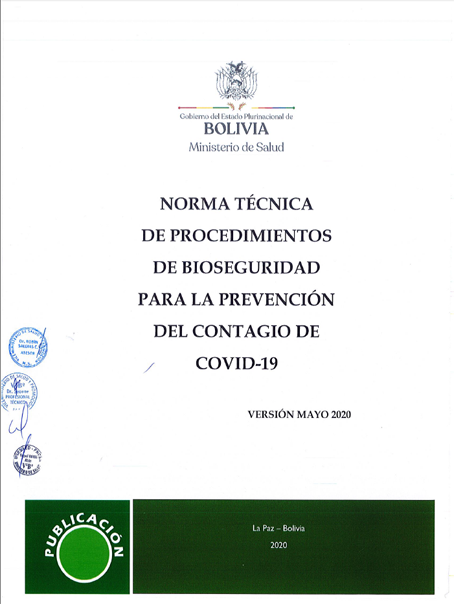 Gobierno del Estado Plurinacional de
BOLIVIA
Ministerio de Salud
NORMA TÉCNICA
DE PROCEDIMIENTOS
DE BIOSEGURIDAD
PARA LA PREVENCIÓN
DEL CONTAGIO DE
COVID-19
VERSIÓN MAYO 2020
PUBLICACIÓN
La Paz – Bolivia
2020